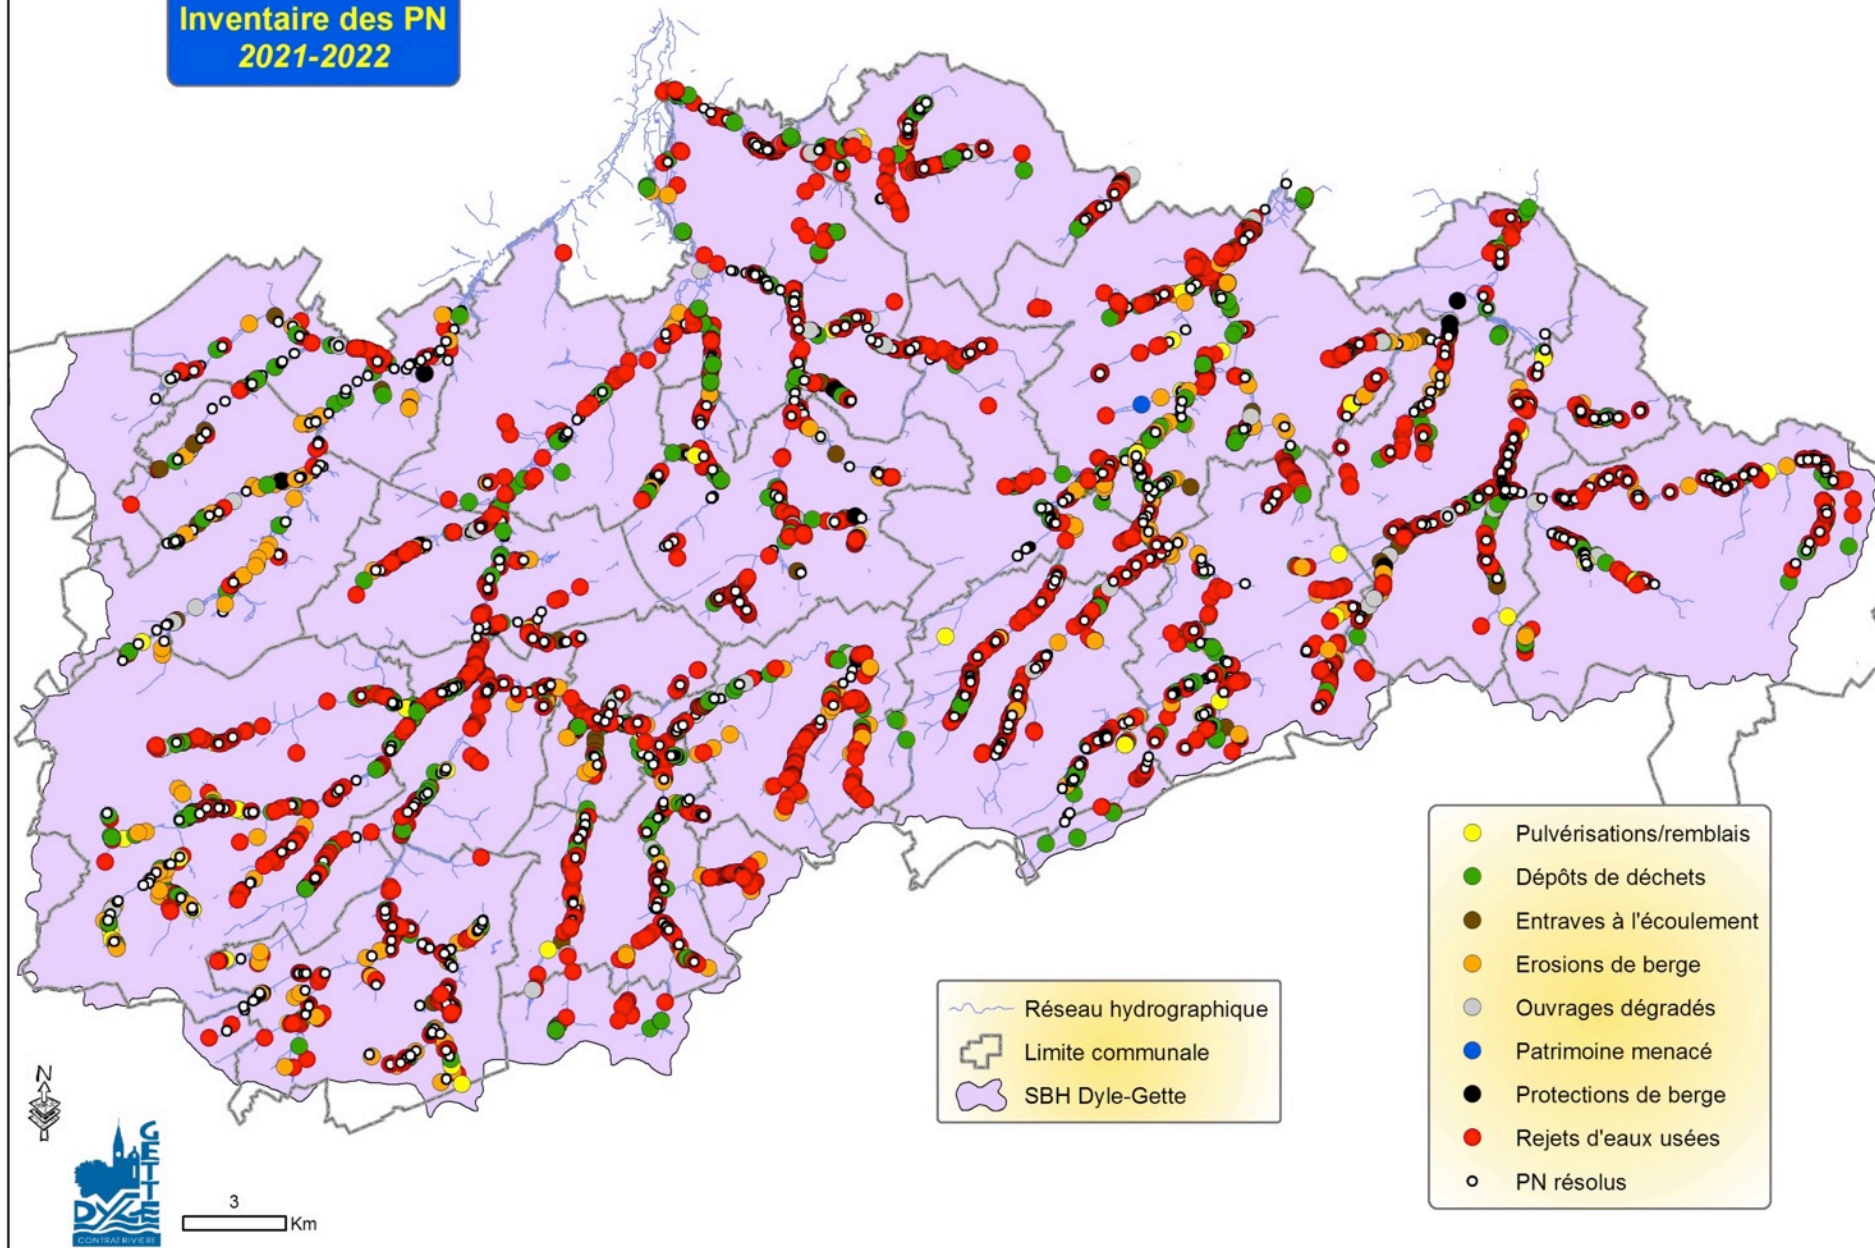 Inventaire des PN
2021-2022
Pulvérisations/remblais
Dépôts de déchets
Entraves à l'écoulement
Erosions de berge
Ouvrages dégradés
Patrimoine menacé
Protections de berge
Rejets d'eaux usées
PN résolus
Réseau hydrographique
Limite communale
SBH Dyle-Gette
N
GETTE
DYLE
CONTRAT RIVIÈRE
3
Km